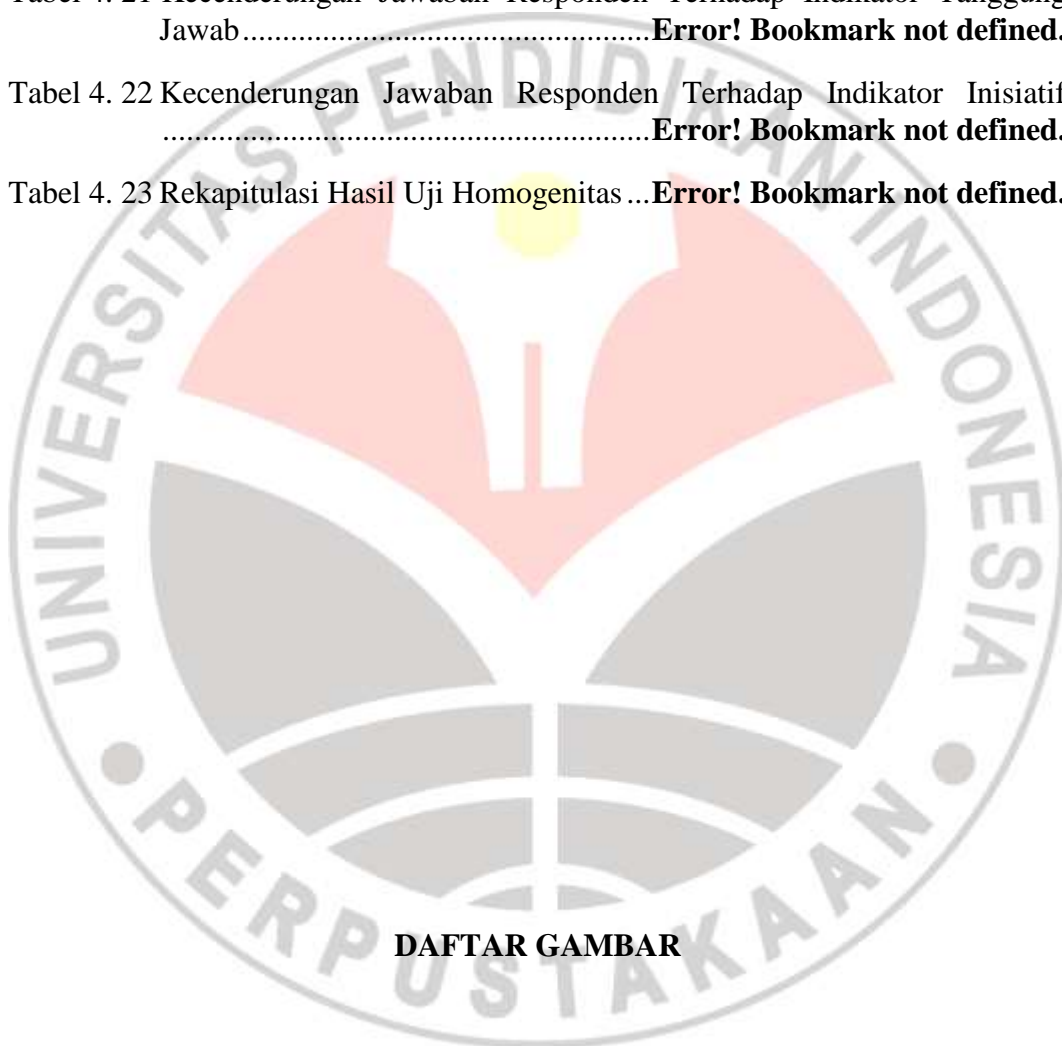 Tabel 4. 21 Kecenderungan Jawaban Responden Terhadap Indikator Tanggung
Jawab....................................................Error! Bookmark not defined.
Tabel 4. 22 Kecenderungan Jawaban Responden Terhadap Indikator Inisiatif
..............................................................Error! Bookmark not defined.
Tabel 4. 23 Rekapitulasi Hasil Uji Homogenitas ...Error! Bookmark not defined.
UNIVERSITAS PENDIDIKAN INDONESIA
DAFTAR GAMBAR
PERPUSTAKAAN